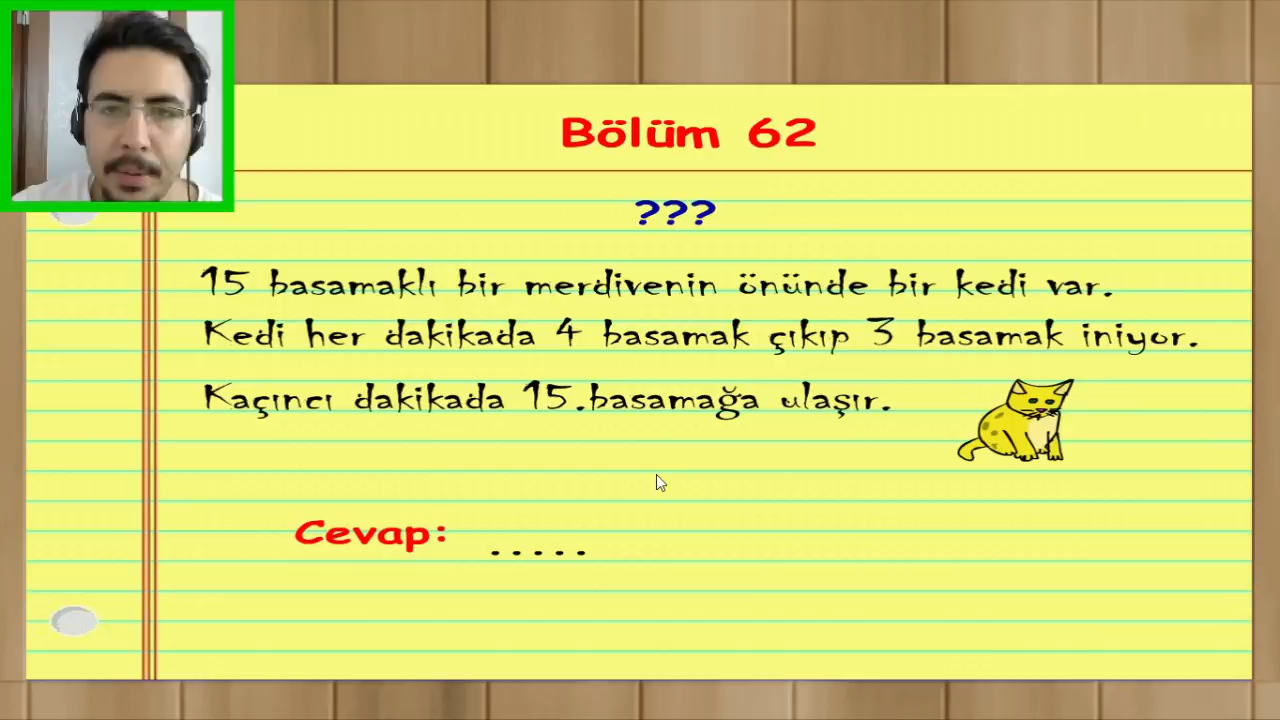 Bölüm 62
???
15 basamaklı bir merdivenin önünde bir kedi var.
Kedi her dakikada 4 basamak çıkıp 3 basamak iniyor.
Kaçıncı dakikada 15.basamağa ulaşır.
Cevap: .....